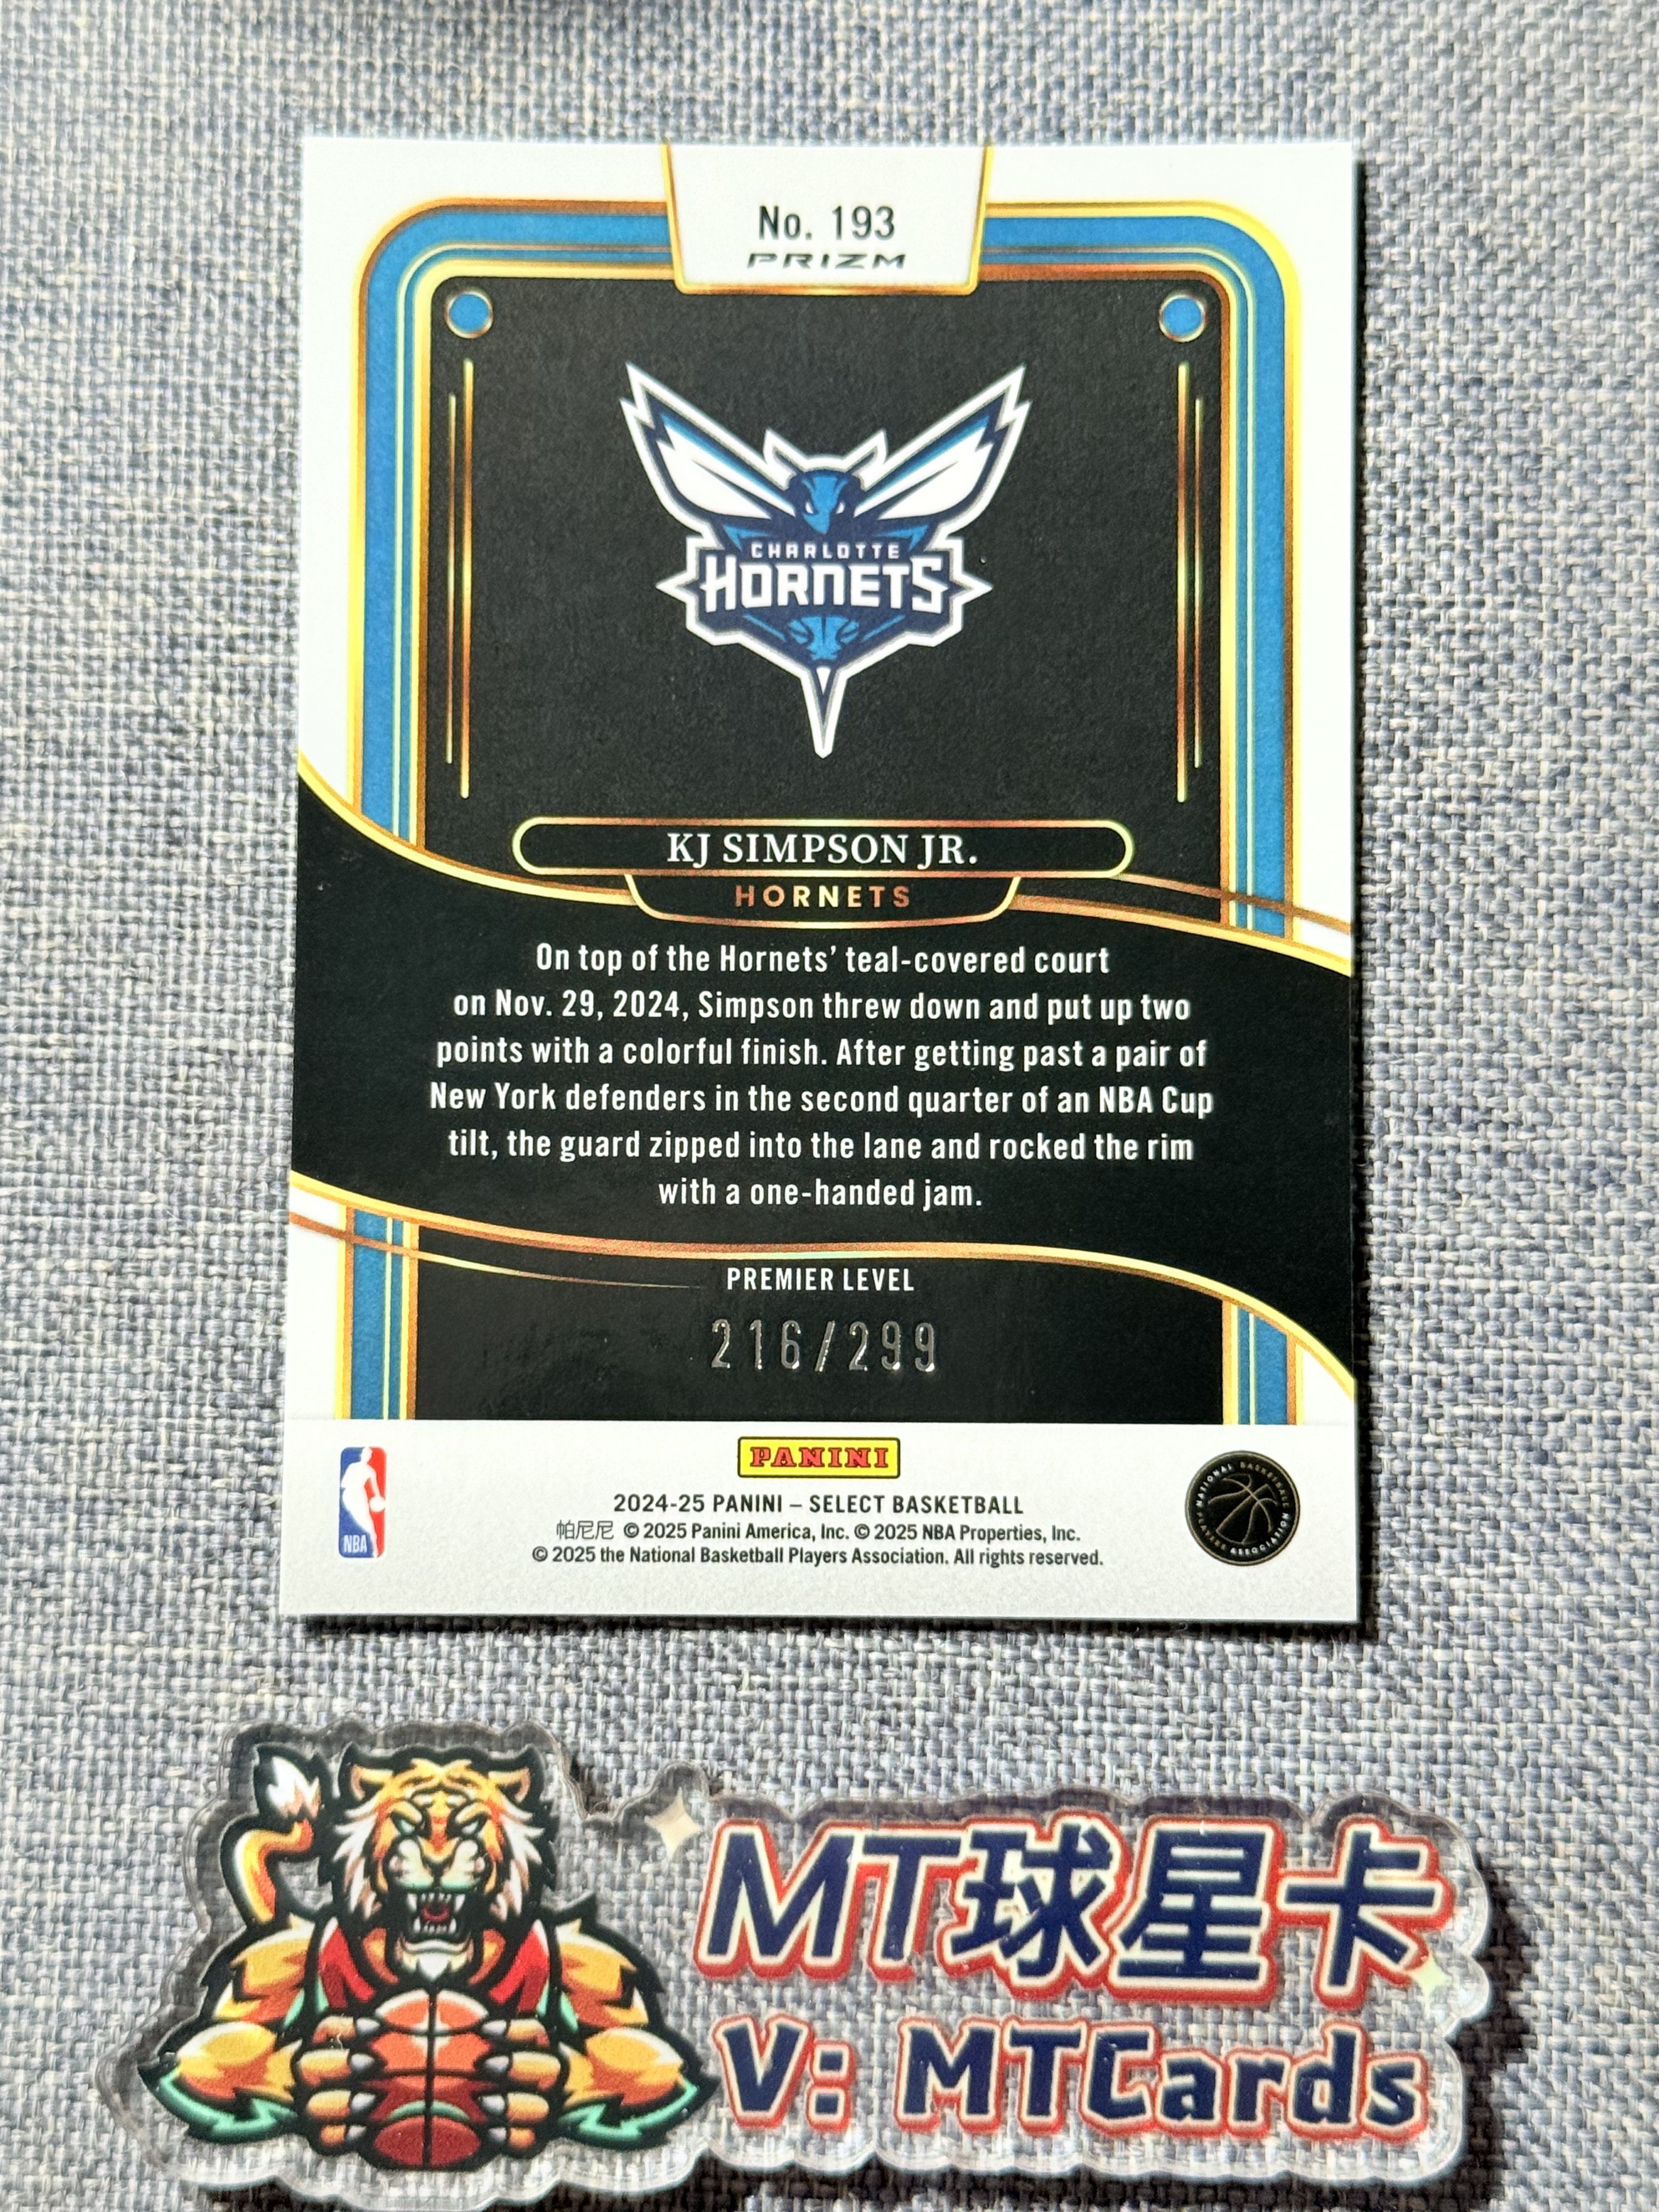 No. 193
PRIZM
CHARLOTTE
HORNETS
KJ SIMPSON JR.
HORNETS
On top of the Hornets’ teal-covered court
on Nov. 29, 2024, Simpson threw down and put up two
points with a colorful finish. After getting past a pair of
New York defenders in the second quarter of an NBA Cup
tilt, the guard zipped into the lane and rocked the rim
with a one-handed jam.
PREMIER LEVEL
216/299
PANINI
2024-25 PANINI – SELECT BASKETBALL
帕尼尼 © 2025 Panini America, Inc. © 2025 NBA Properties, Inc.
© 2025 the National Basketball Players Association. All rights reserved.
NBA
NATIONAL BASKETBALL PLAYERS ASSOCIATION
MT球星卡
V: MTCards